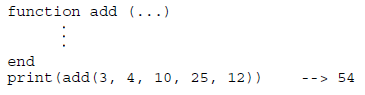 function add (...)
⋮
end
print(add(3, 4, 10, 25, 12))    --> 54